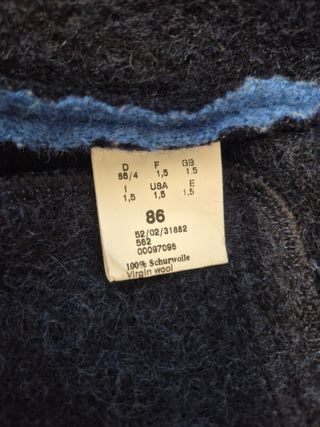 D F GB
86/4 1,5 1.5
I USA E
1,5 1,5 1.5
86
52/02/31882
562
00097095
100% Schurwolle
Virgin wool